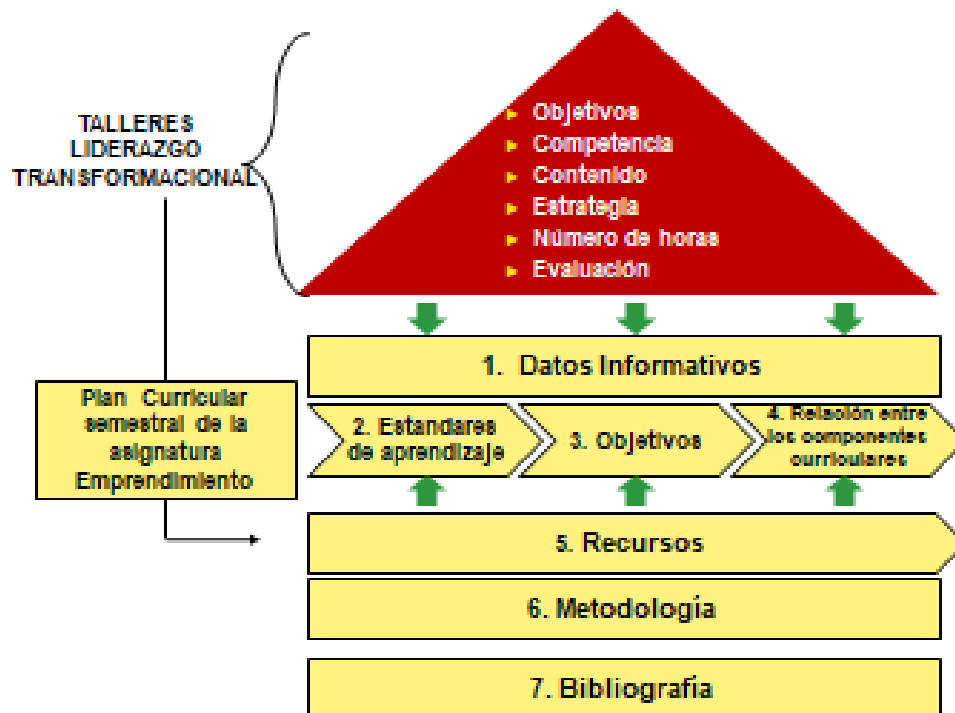 TALLERES
LIDERAZGO
TRANSFORMACIONAL
► Objetivos
► Competencia
► Contenido
► Estrategia
► Número de horas
► Evaluación
1. Datos Informativos
Plan Curricular
semestral de la
asignatura
Emprendimiento
2. Estandares
de aprendizaje
3. Objetivos
4. Relación entre
los componentes
curriculares
5. Recursos
6. Metodología
7. Bibliografía